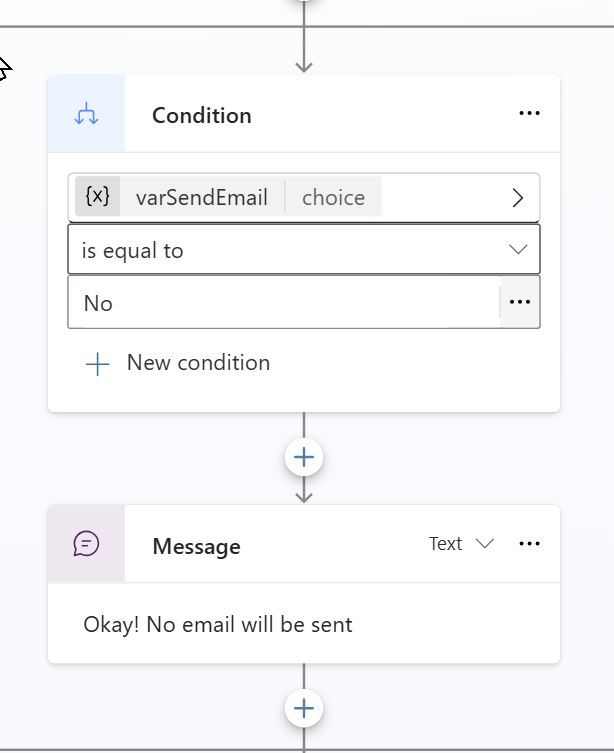 Condition
{x} varSendEmail choice
is equal to
No
New condition
Message Text
Okay! No email will be sent